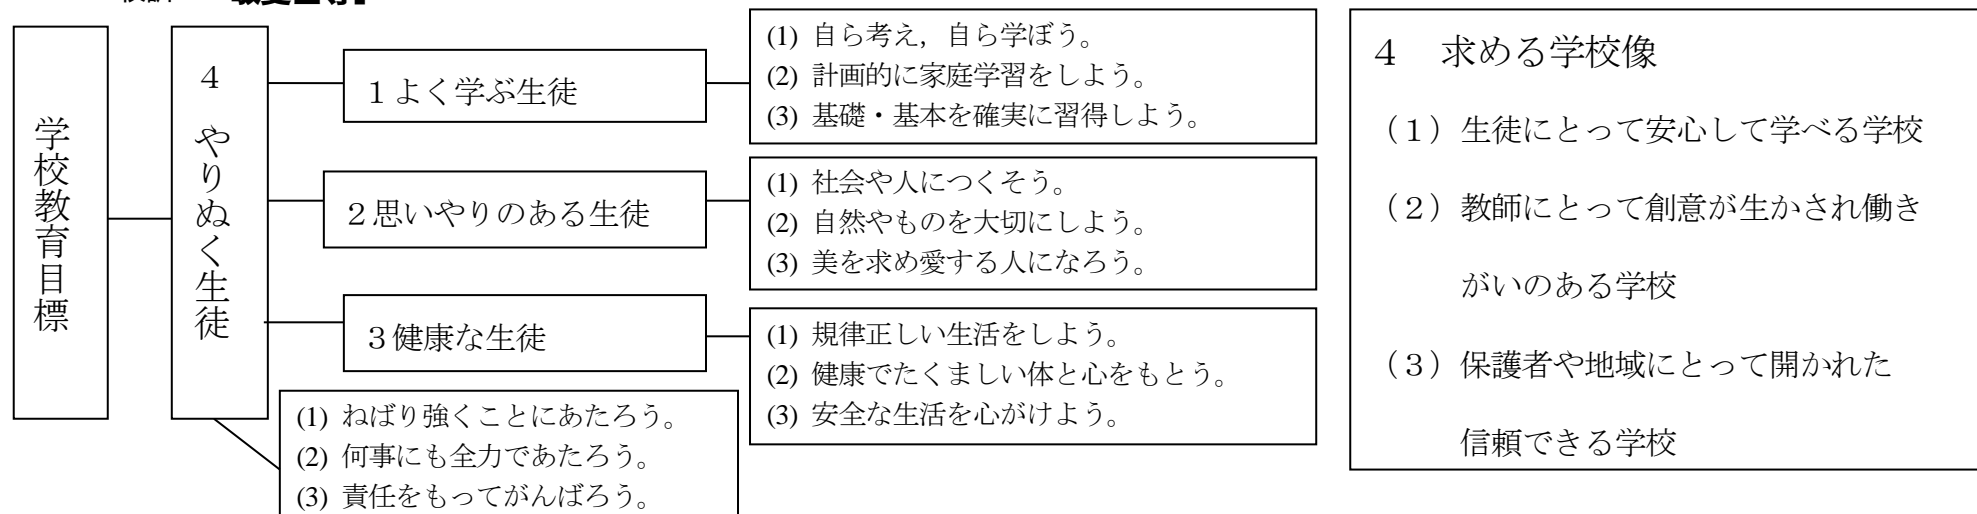 学校教育目標
4 やりぬく生徒
1よく学ぶ生徒
(1) 自ら考え，自ら学ぼう。
(2) 計画的に家庭学習をしよう。
(3) 基礎・基本を確実に習得しよう。
2思いやりのある生徒
(1) 社会や人につくそう。
(2) 自然やものを大切にしよう。
(3) 美を求め愛する人になろう。
3健康な生徒
(1) 規律正しい生活をしよう。
(2) 健康でたくましい体と心をもとう。
(3) 安全な生活を心がけよう。
(1) ねばり強くことにあたろう。
(2) 何事にも全力であたろう。
(3) 責任をもってがんばろう。
４　求める学校像
（１）生徒にとって安心して学べる学校
（２）教師にとって創意が生かされ働き
がいのある学校
（３）保護者や地域にとって開かれた
信頼できる学校